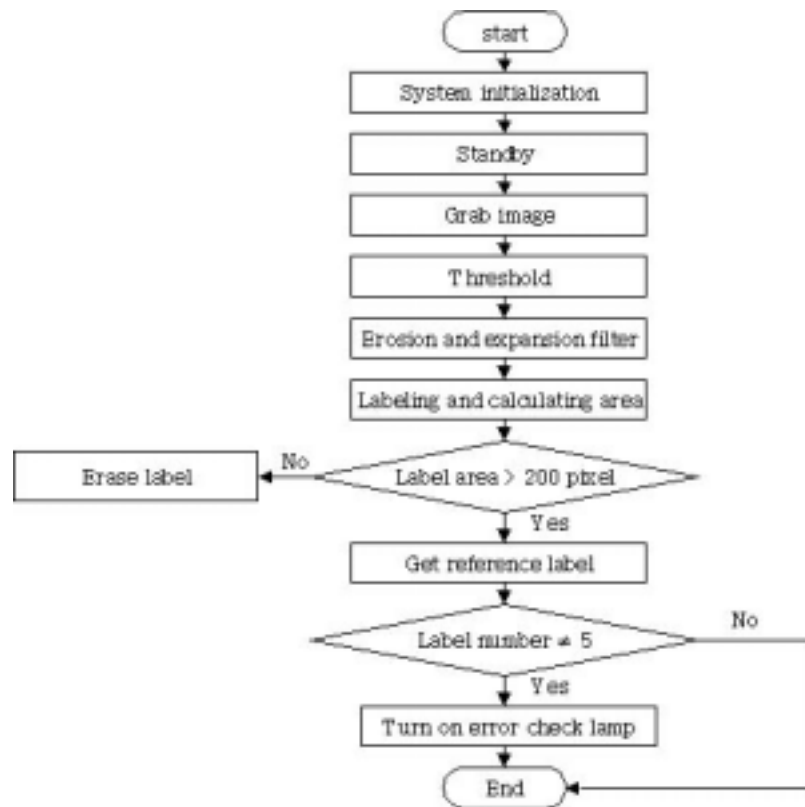 start
System initialization
Standby
Grab image
Threshold
Erosion and expansion filter
Labeling and calculating area
Label area > 200 pixel
No
Erase label
Yes
Get reference label
Label number ≠ 5
No
Yes
Turn on error check lamp
End